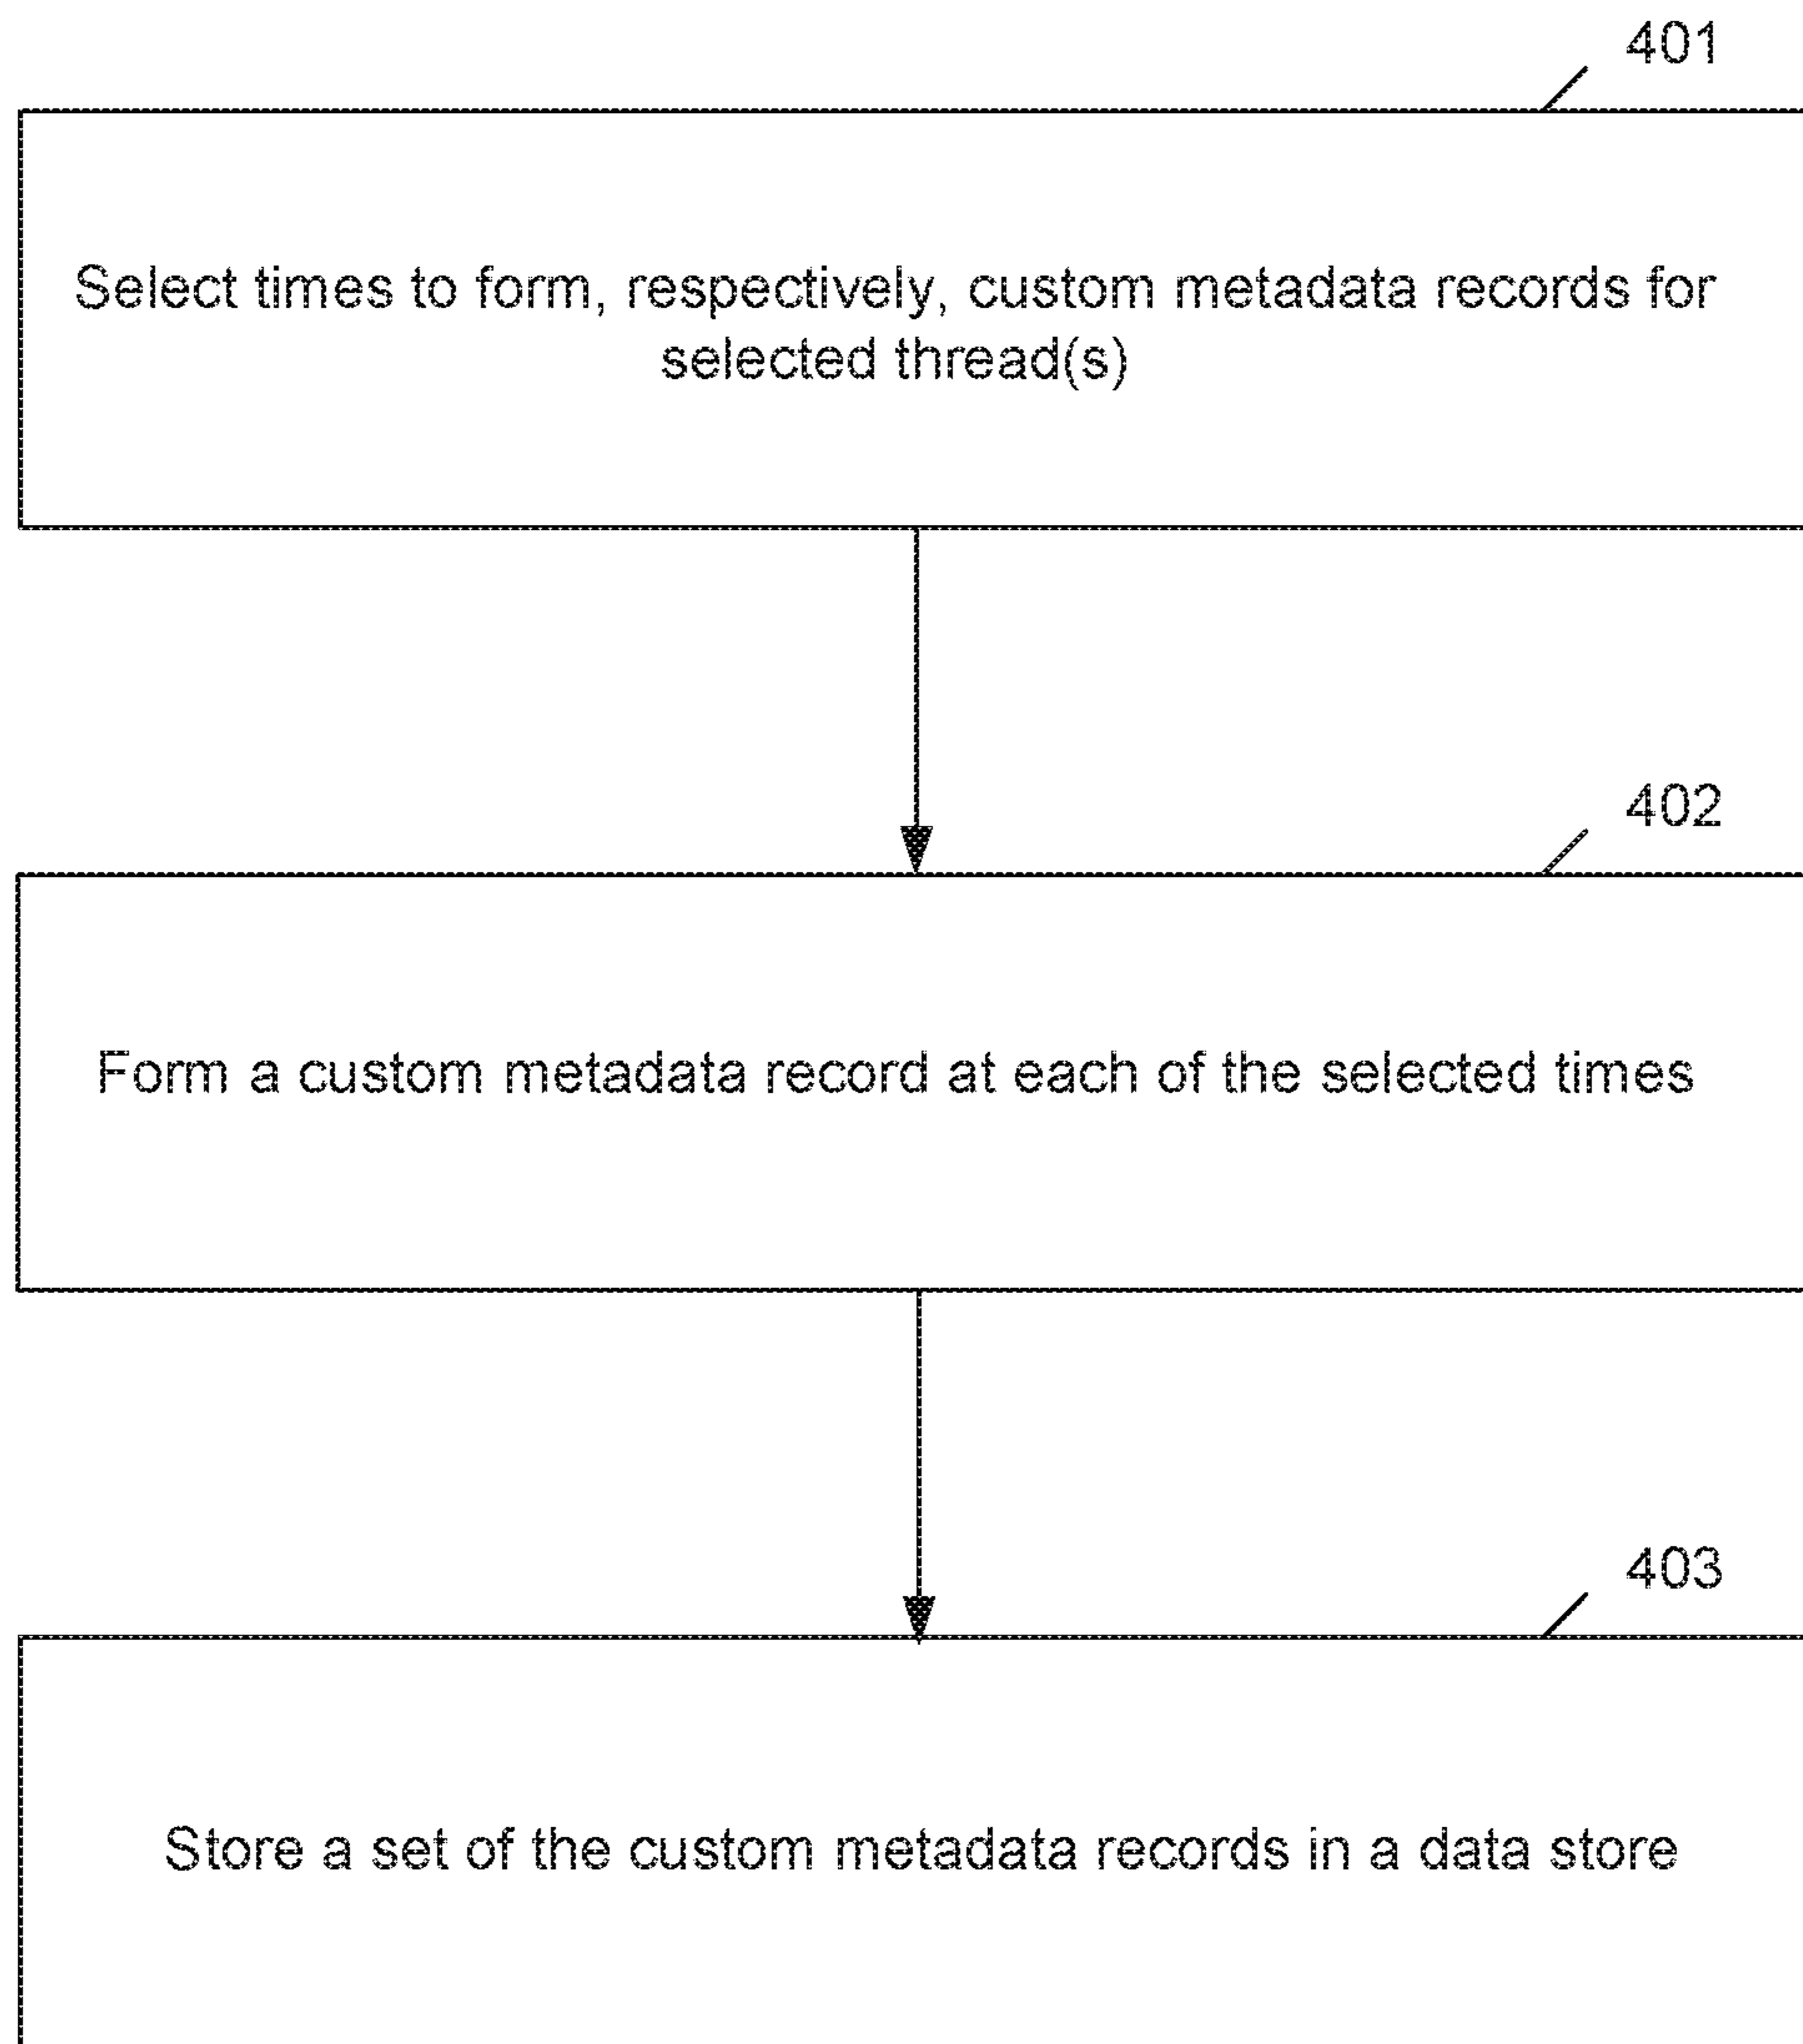 401
Select times to form, respectively, custom metadata records for
selected thread(s)
402
Form a custom metadata record at each of the selected times
403
Store a set of the custom metadata records in a data store